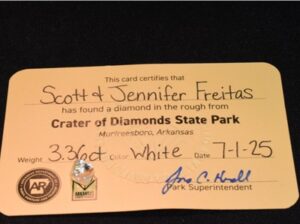 This card certifies that
Scott & Jennifer Freitas
has found a diamond in the rough from
Crater of Diamonds State Park
Murfreesboro, Arkansas
Weight 3.36ct Color White Date 7-1-25
Park Superintendent
AR